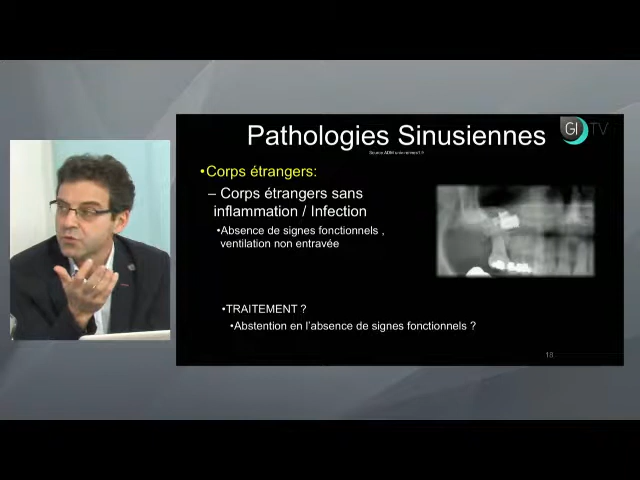 Pathologies Sinusiennes
GI TV
•Corps étrangers:
– Corps étrangers sans
inflammation / Infection
•Absence de signes fonctionnels ,
ventilation non entravée
•TRAITEMENT ?
•Abstention en l'absence de signes fonctionnels ?
18